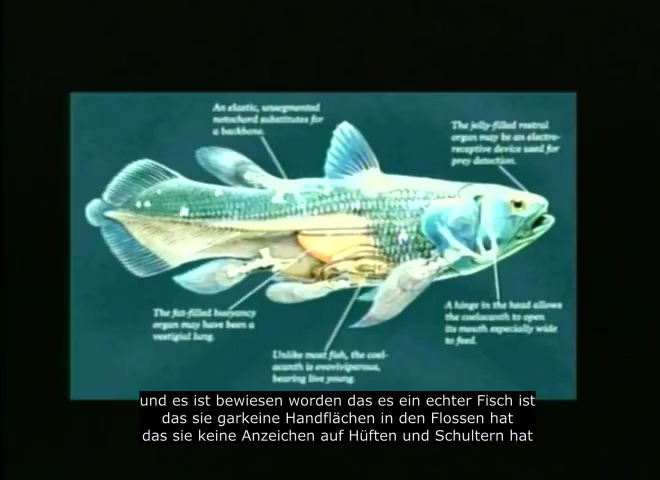 An elastic, unsegmented
notochord substitutes for
a backbone.
The jelly-filled rostral
organ may be an electro-
receptive device used for
prey detection.
The fat-filled buoyancy
organ may have been a
vestigial lung.
Unlike most fish, the coel-
acanth is ovoviviparous,
bearing live young.
A hinge in the head allows
the coelacanth to open
its mouth especially wide
to feed.
und es ist bewiesen worden das es ein echter Fisch ist
das sie garkeine Handflächen in den Flossen hat
das sie keine Anzeichen auf Hüften und Schultern hat